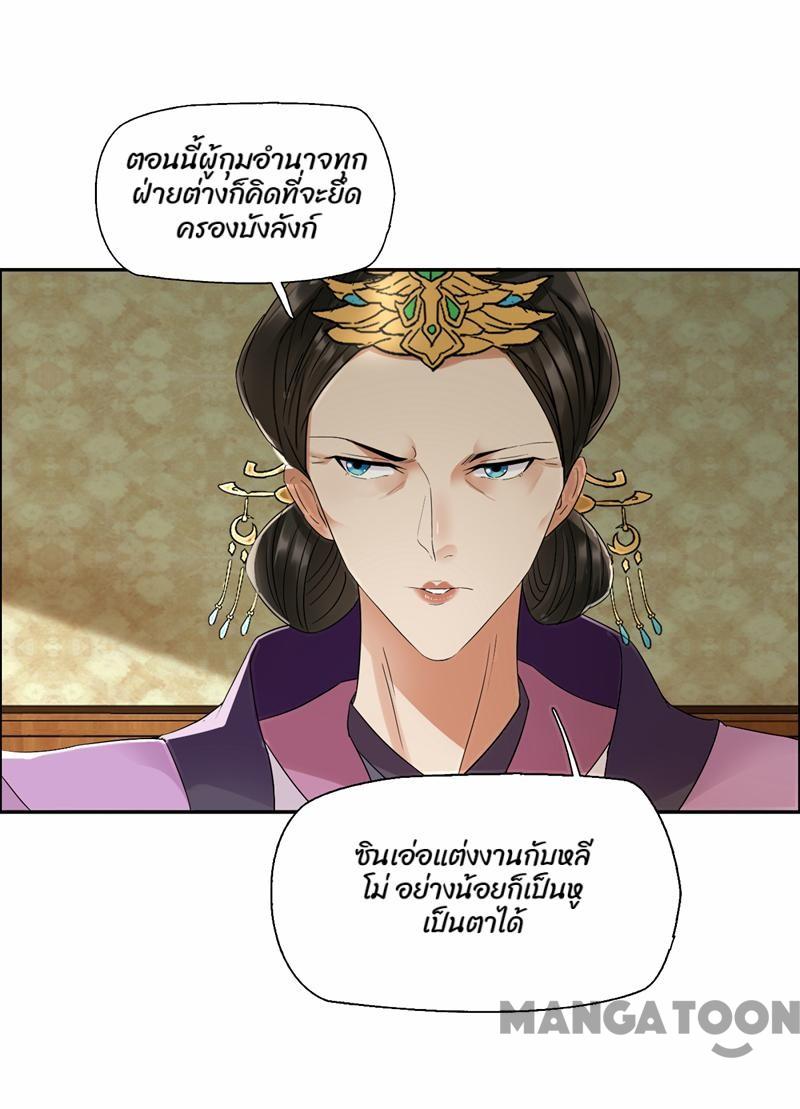 ตอนนี้ผู้กุมอำนาจทุก
ฝ่ายต่างก็คิดที่จะยึด
ครองบังลังก์
ซินเอ่อแต่งงานกับหลี
โม่ อย่างน้อยก็เป็นหู
เป็นตาได้
MANGATOON